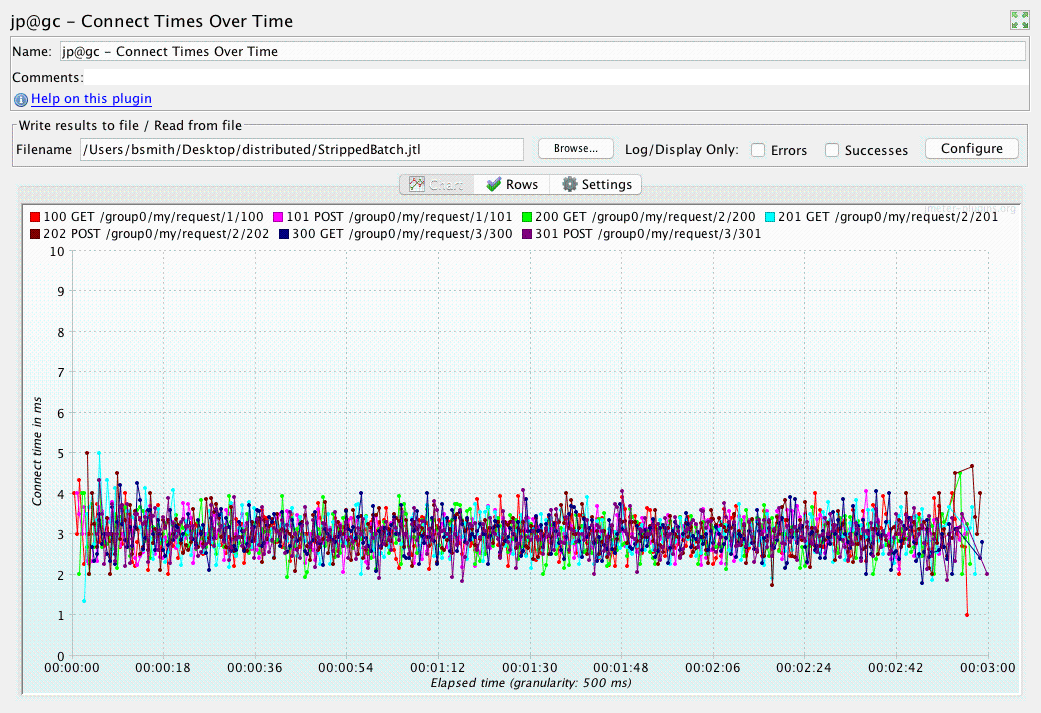 jp@gc – Connect Times Over Time
Name: jp@gc – Connect Times Over Time
Comments:
Help on this plugin
Write results to file / Read from file
Filename /Users/bsmith/Desktop/distributed/StrippedBatch.jtl Browse... Log/Display Only: Errors Successes Configure
Chart Rows Settings
jmeter-plugins.org
100 GET /group0/my/request/1/100 101 POST /group0/my/request/1/101 200 GET /group0/my/request/2/200 201 GET /group0/my/request/2/201
202 POST /group0/my/request/2/202 300 GET /group0/my/request/3/300 301 POST /group0/my/request/3/301
10
9
8
7
6
5
4
3
2
1
0
Connect time in ms
00:00:00 00:00:18 00:00:36 00:00:54 00:01:12 00:01:30 00:01:48 00:02:06 00:02:24 00:02:42 00:03:00
Elapsed time (granularity: 500 ms)